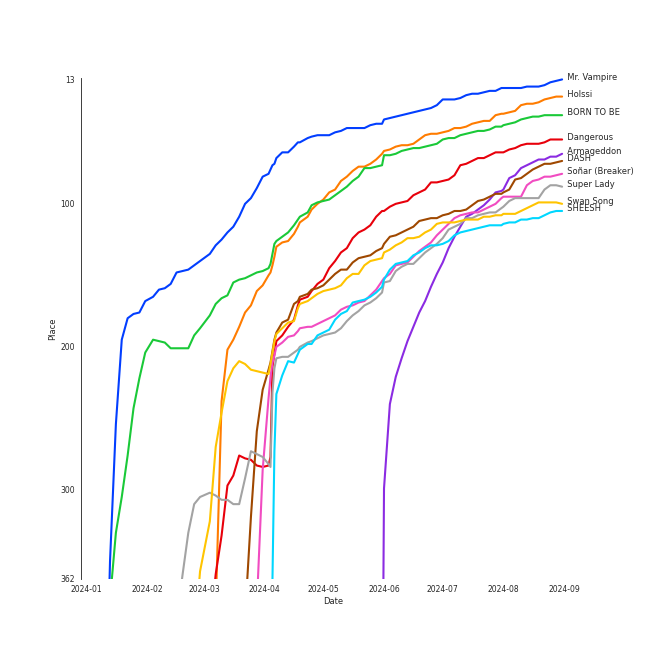 13
100
200
300
362
Place
2024-01
2024-02
2024-03
2024-04
2024-05
2024-06
2024-07
2024-08
2024-09
Date
Mr. Vampire
Holssi
BORN TO BE
Dangerous
Armageddon
DASH
Soñar (Breaker)
Super Lady
Swan Song
SHEESH